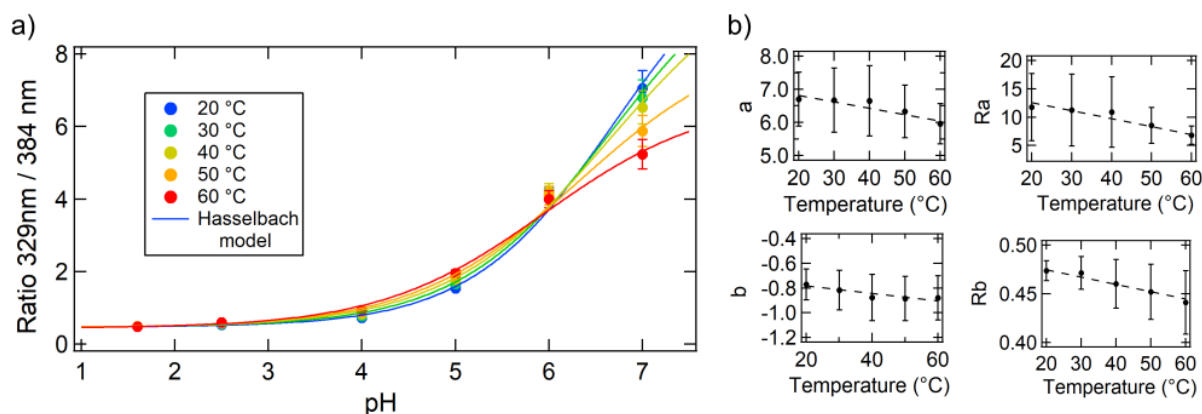 a)
Ratio 329nm / 384 nm
8
6
4
2
0
20 °C
30 °C
40 °C
50 °C
60 °C
Hasselbach
model
1 2 3 4 5 6 7
pH
b)
a
8.0
7.0
6.0
5.0
20 30 40 50 60
Temperature (°C)
Ra
20
15
10
5
20 30 40 50 60
Temperature (°C)
b
-0.4
-0.6
-0.8
-1.0
-1.2
20 30 40 50 60
Temperature (°C)
Rb
0.50
0.45
0.40
20 30 40 50 60
Temperature (°C)